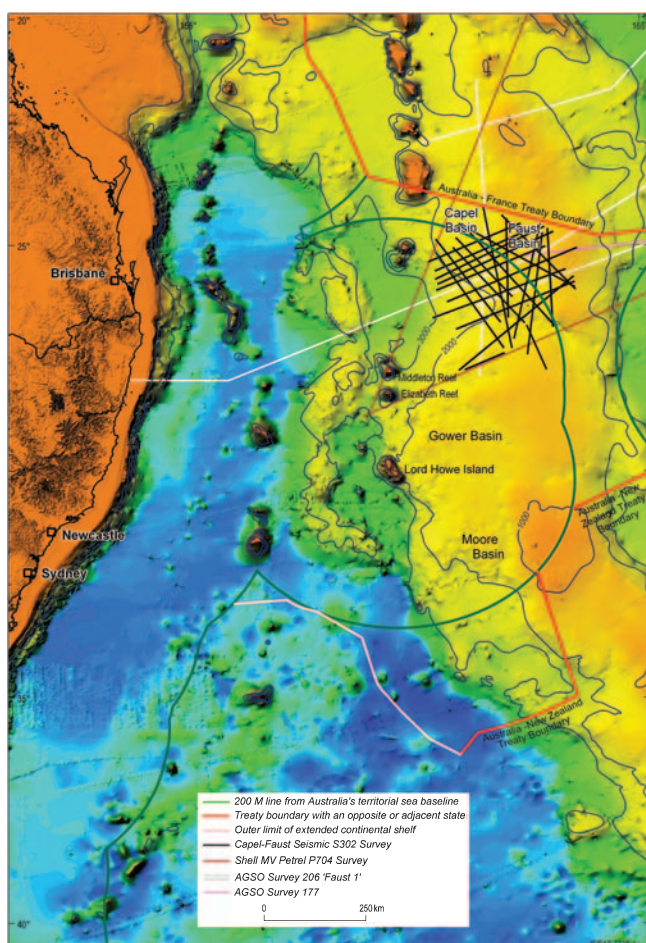 20°
155°
165°
Australia - France Treaty Boundary
Capel
Basin
Faust
Basin
25°
Brisbane
2000
2000
Middleton Reef
Elizabeth Reef
Gower Basin
Lord Howe Island
Australia -New
Zealand Treaty
Boundary
1000
Newcastle
Moore
Basin
Sydney
35°
Australia -New Zealand
Treaty Boundary
200 M line from Australia's territorial sea baseline
Treaty boundary with an opposite or adjacent state
Outer limit of extended continental shelf
Capel-Faust Seismic S302 Survey
Shell MV Petrel P704 Survey
AGSO Survey 206 'Faust 1'
AGSO Survey 177
0
250 km
40°